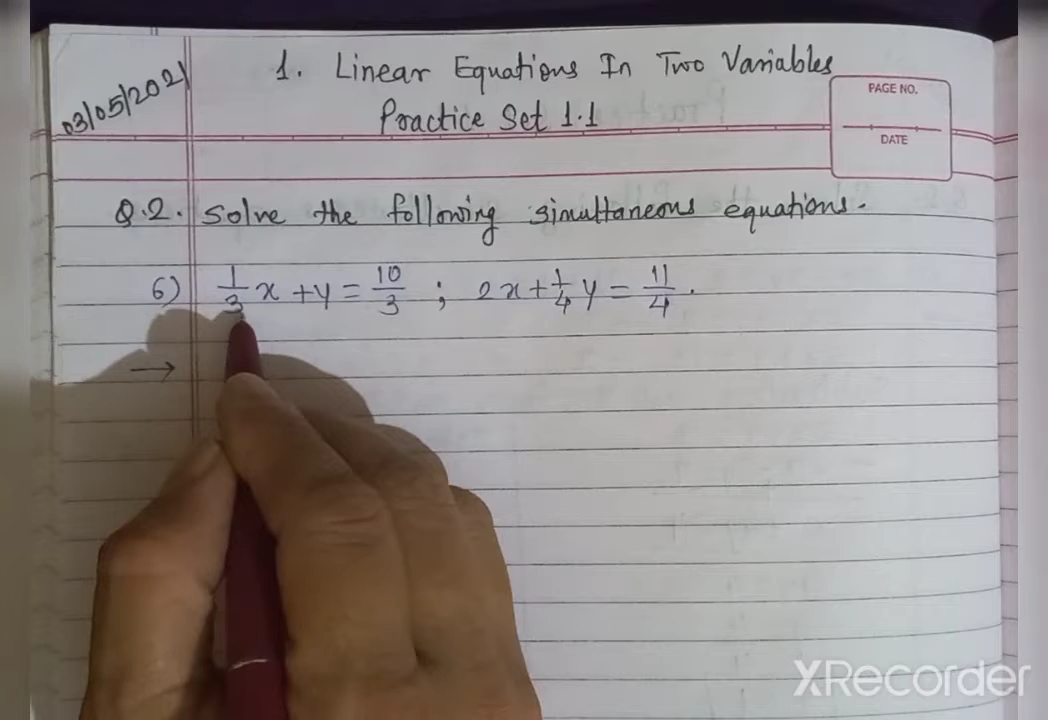 03/05/2021
1. Linear Equations In Two Variables
Practice Set 1.1
PAGE NO.
DATE
Q.2. Solve the following simultaneous equations.
6) 1/3 x + y = 10/3 ; 2x + 1/4 y = 11/4 .
→
XRecorder